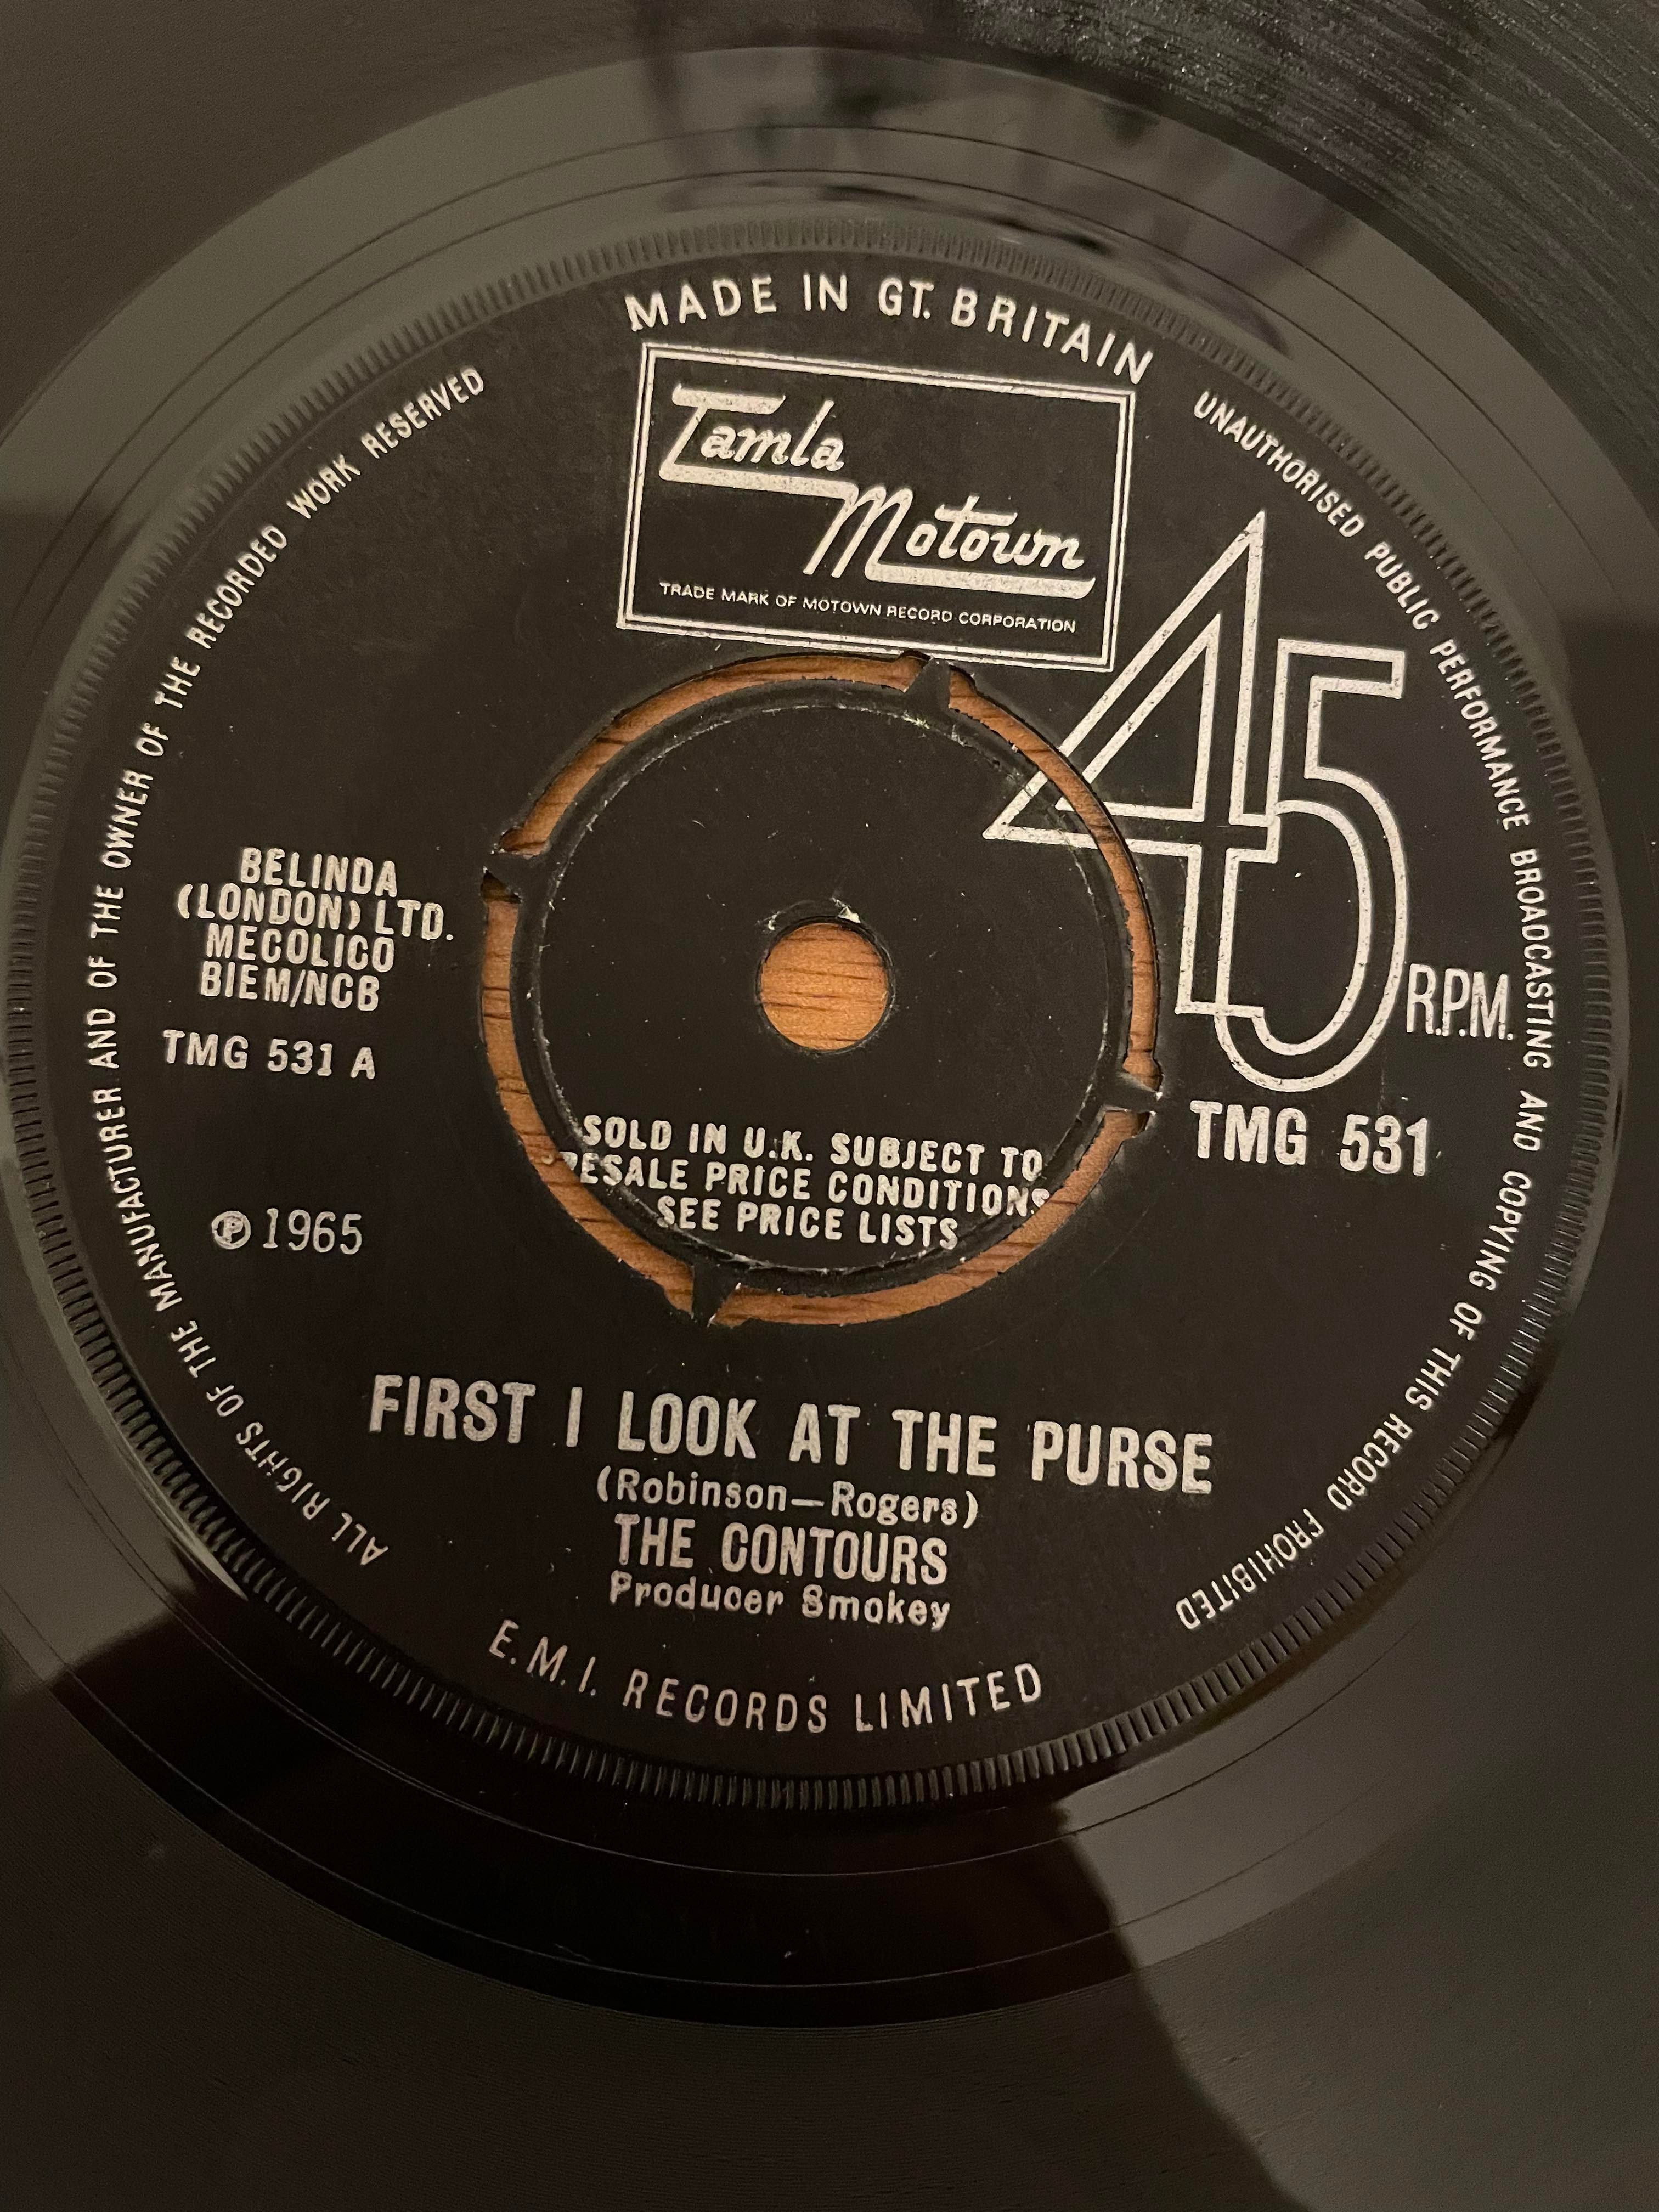 MADE IN GT. BRITAIN
Tamla
Motown
TRADE MARK OF MOTOWN RECORD CORPORATION
UNAUTHORISED PUBLIC PERFORMANCE BROADCASTING AND COPYING OF THIS RECORD PROHIBITED
ALL RIGHTS OF THE MANUFACTURER AND OF THE OWNER OF THE RECORDED WORK RESERVED
45
R.P.M.
BELINDA
(LONDON) LTD.
MECOLICO
BIEM/NCB
TMG 531 A
TMG 531
℗ 1965
SOLD IN U.K. SUBJECT TO
RESALE PRICE CONDITIONS
SEE PRICE LISTS
FIRST I LOOK AT THE PURSE
(Robinson—Rogers)
THE CONTOURS
Producer Smokey
E.M.I. RECORDS LIMITED